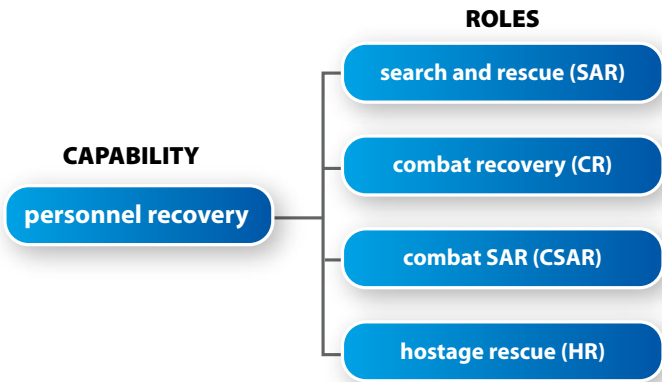 ROLES
search and rescue (SAR)
CAPABILITY
combat recovery (CR)
personnel recovery
combat SAR (CSAR)
hostage rescue (HR)